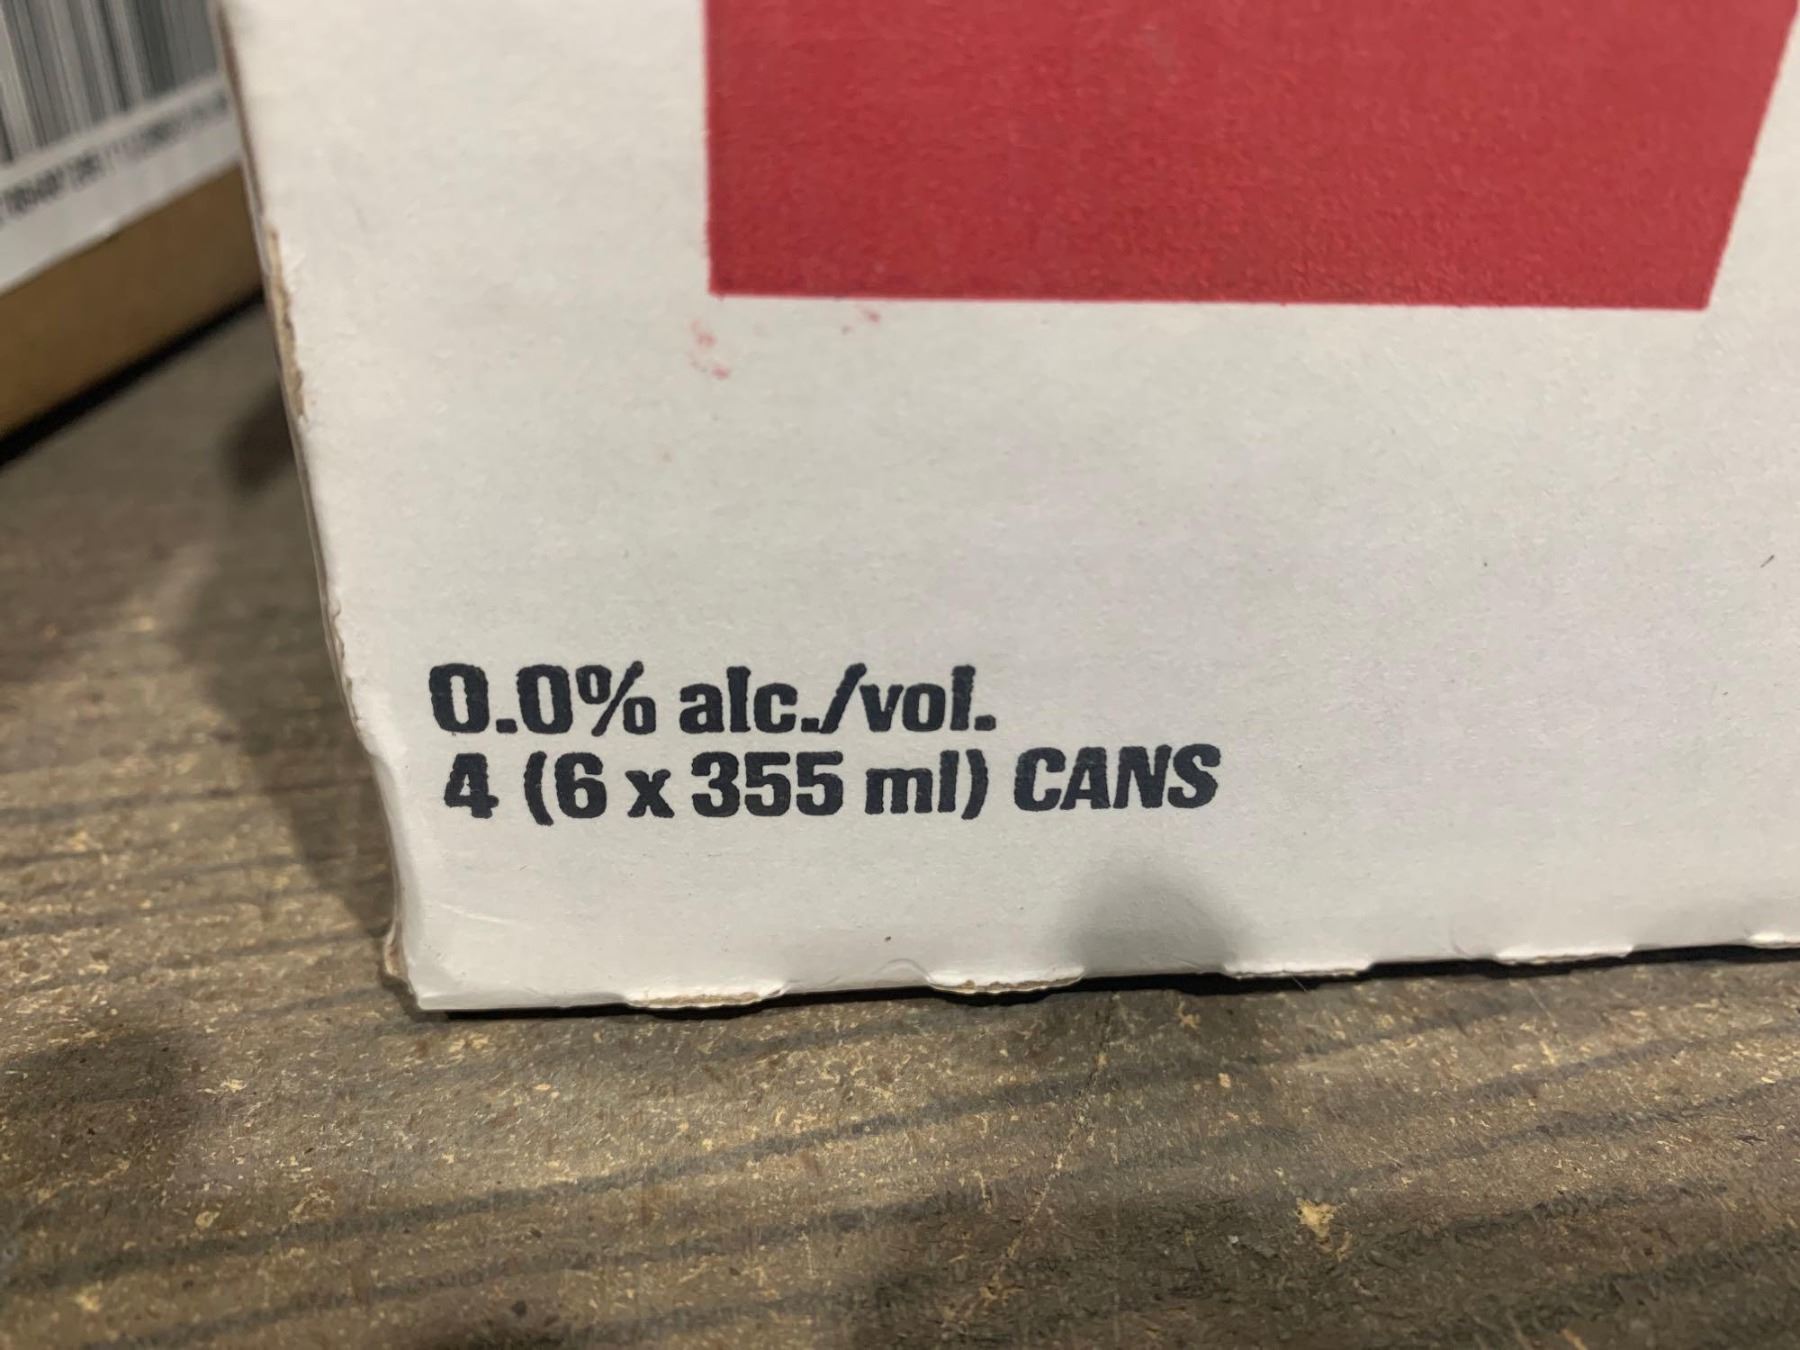 0.0% alc./vol.
4 (6 x 355 ml) CANS